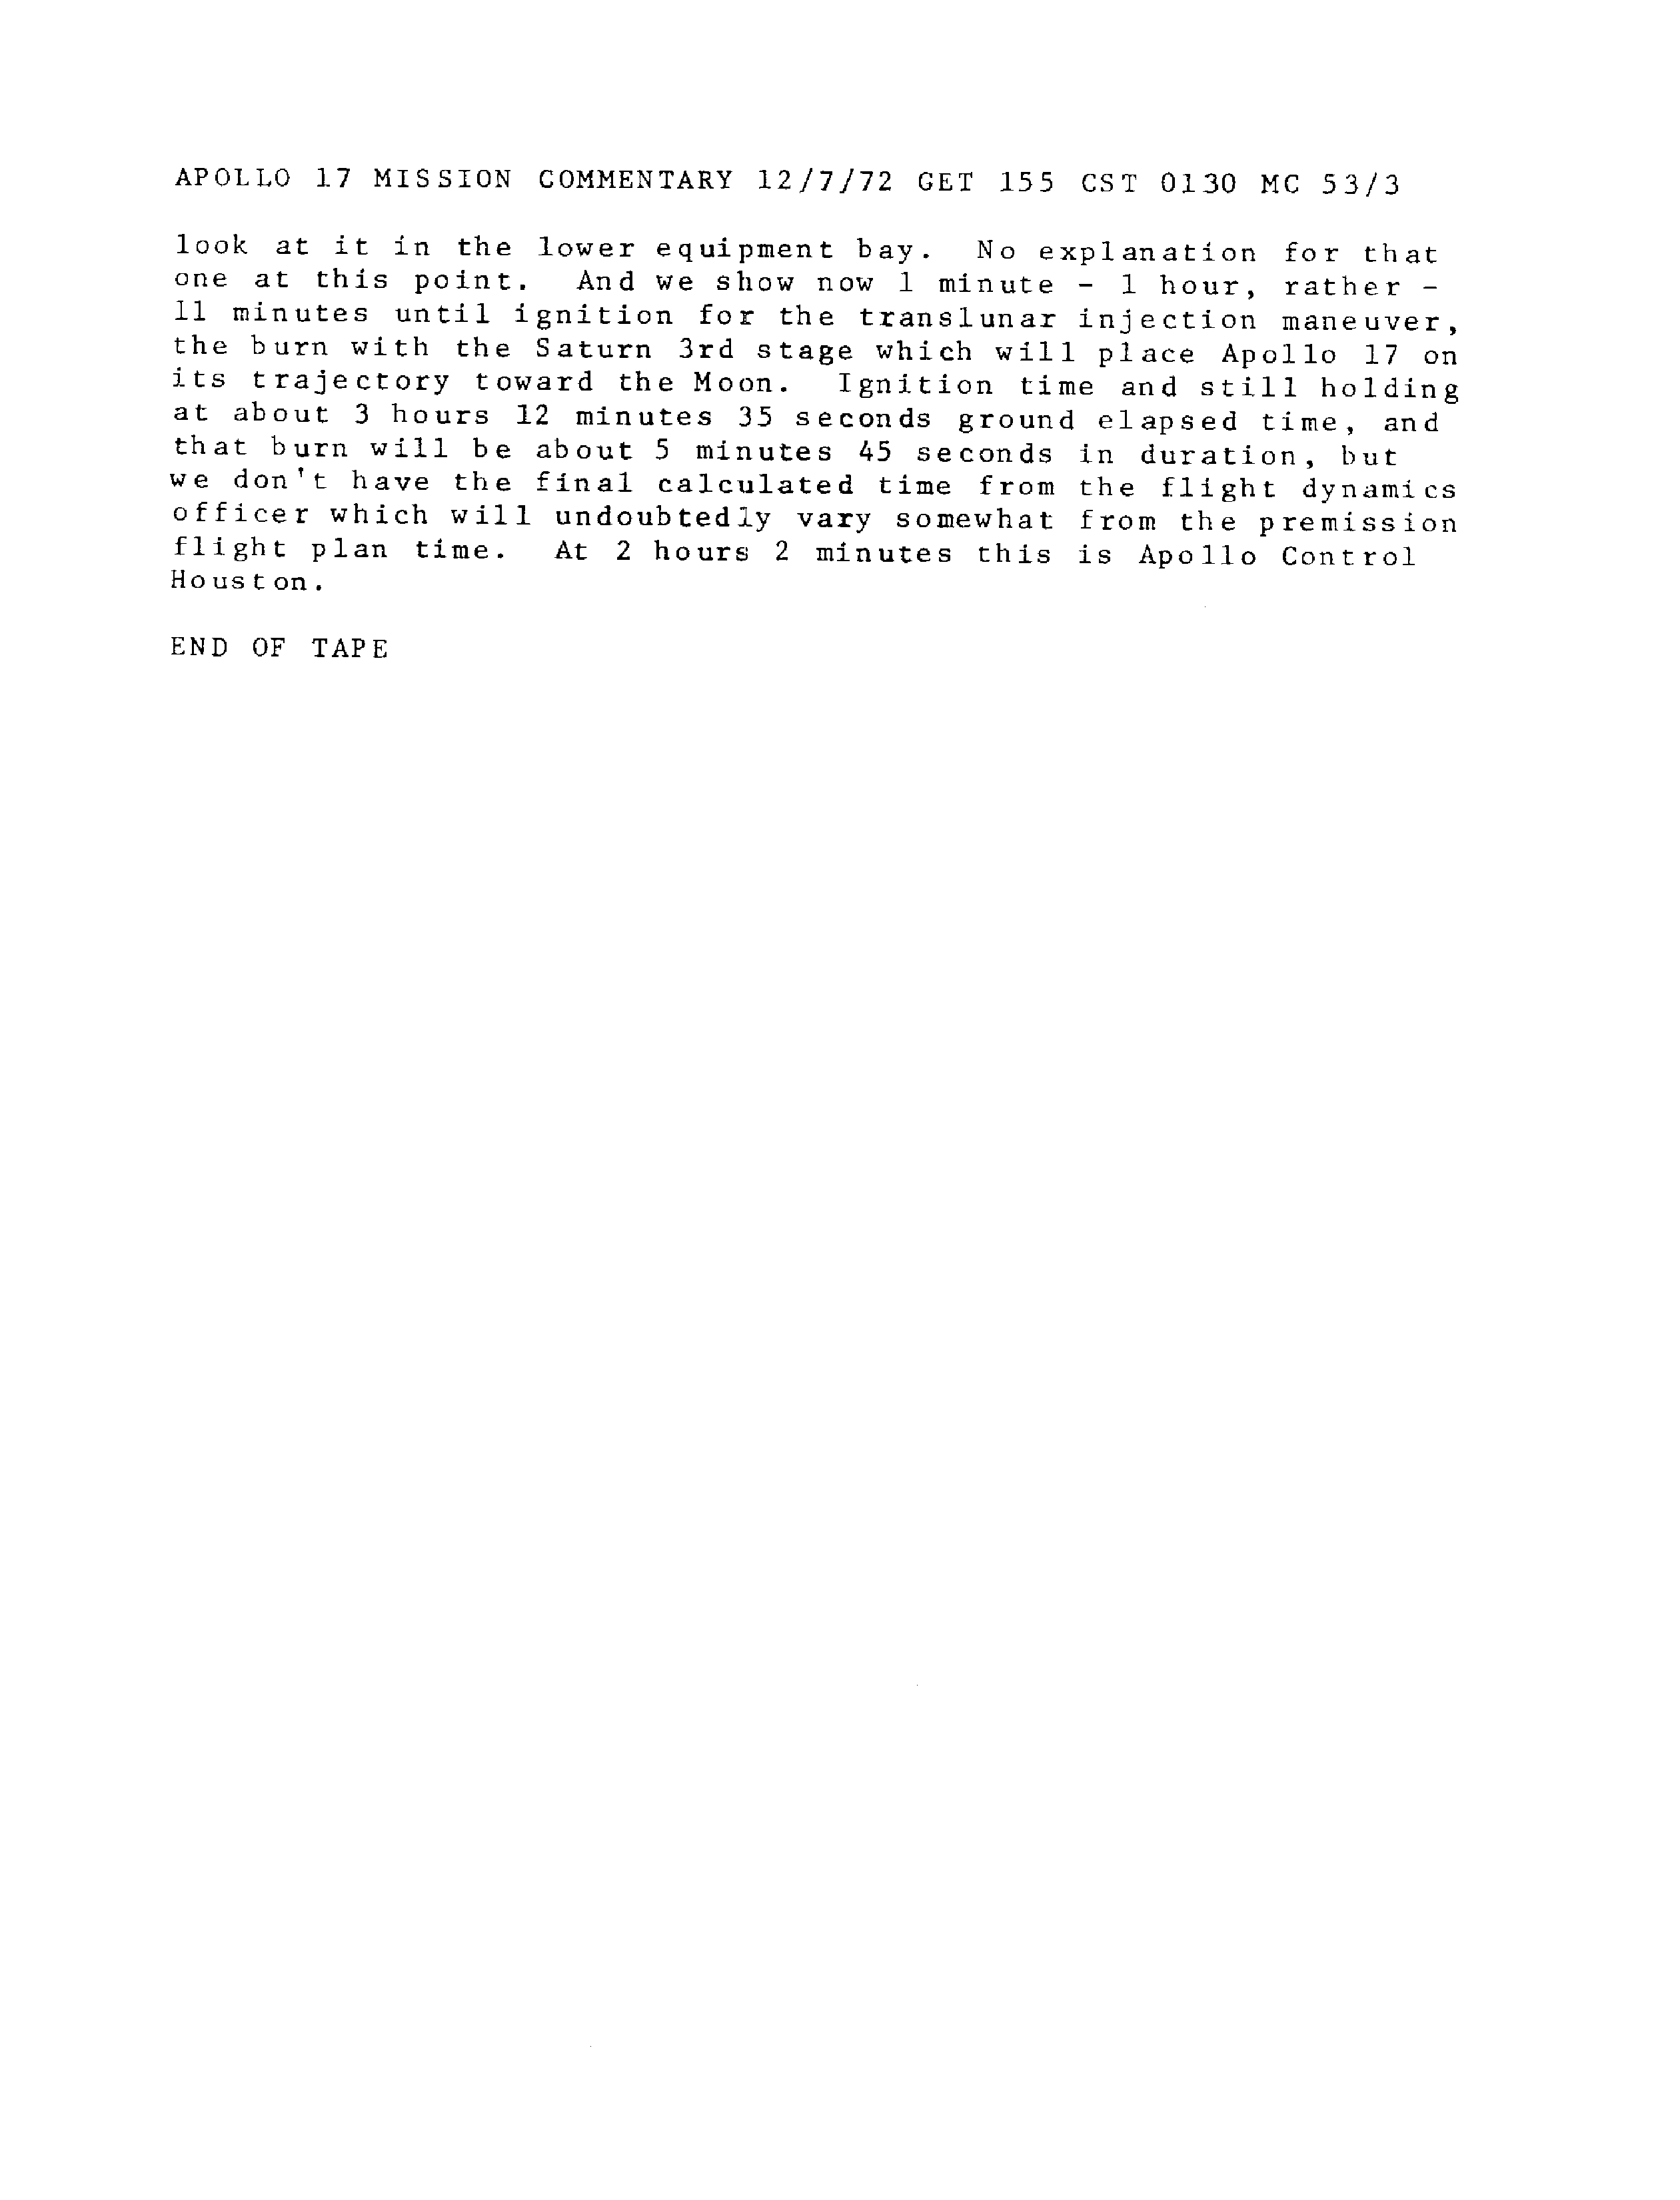 APOLLO 17 MISSION COMMENTARY 12/7/72 GET 155 CST 0130 MC 53/3
look at it in the lower equipment bay. No explanation for that
one at this point. And we show now 1 minute - 1 hour, rather -
11 minutes until ignition for the translunar injection maneuver,
the burn with the Saturn 3rd stage which will place Apollo 17 on
its trajectory toward the Moon. Ignition time and still holding
at about 3 hours 12 minutes 35 seconds ground elapsed time, and
that burn will be about 5 minutes 45 seconds in duration, but
we don't have the final calculated time from the flight dynamics
officer which will undoubtedly vary somewhat from the premission
flight plan time. At 2 hours 2 minutes this is Apollo Control
Houston.
END OF TAPE